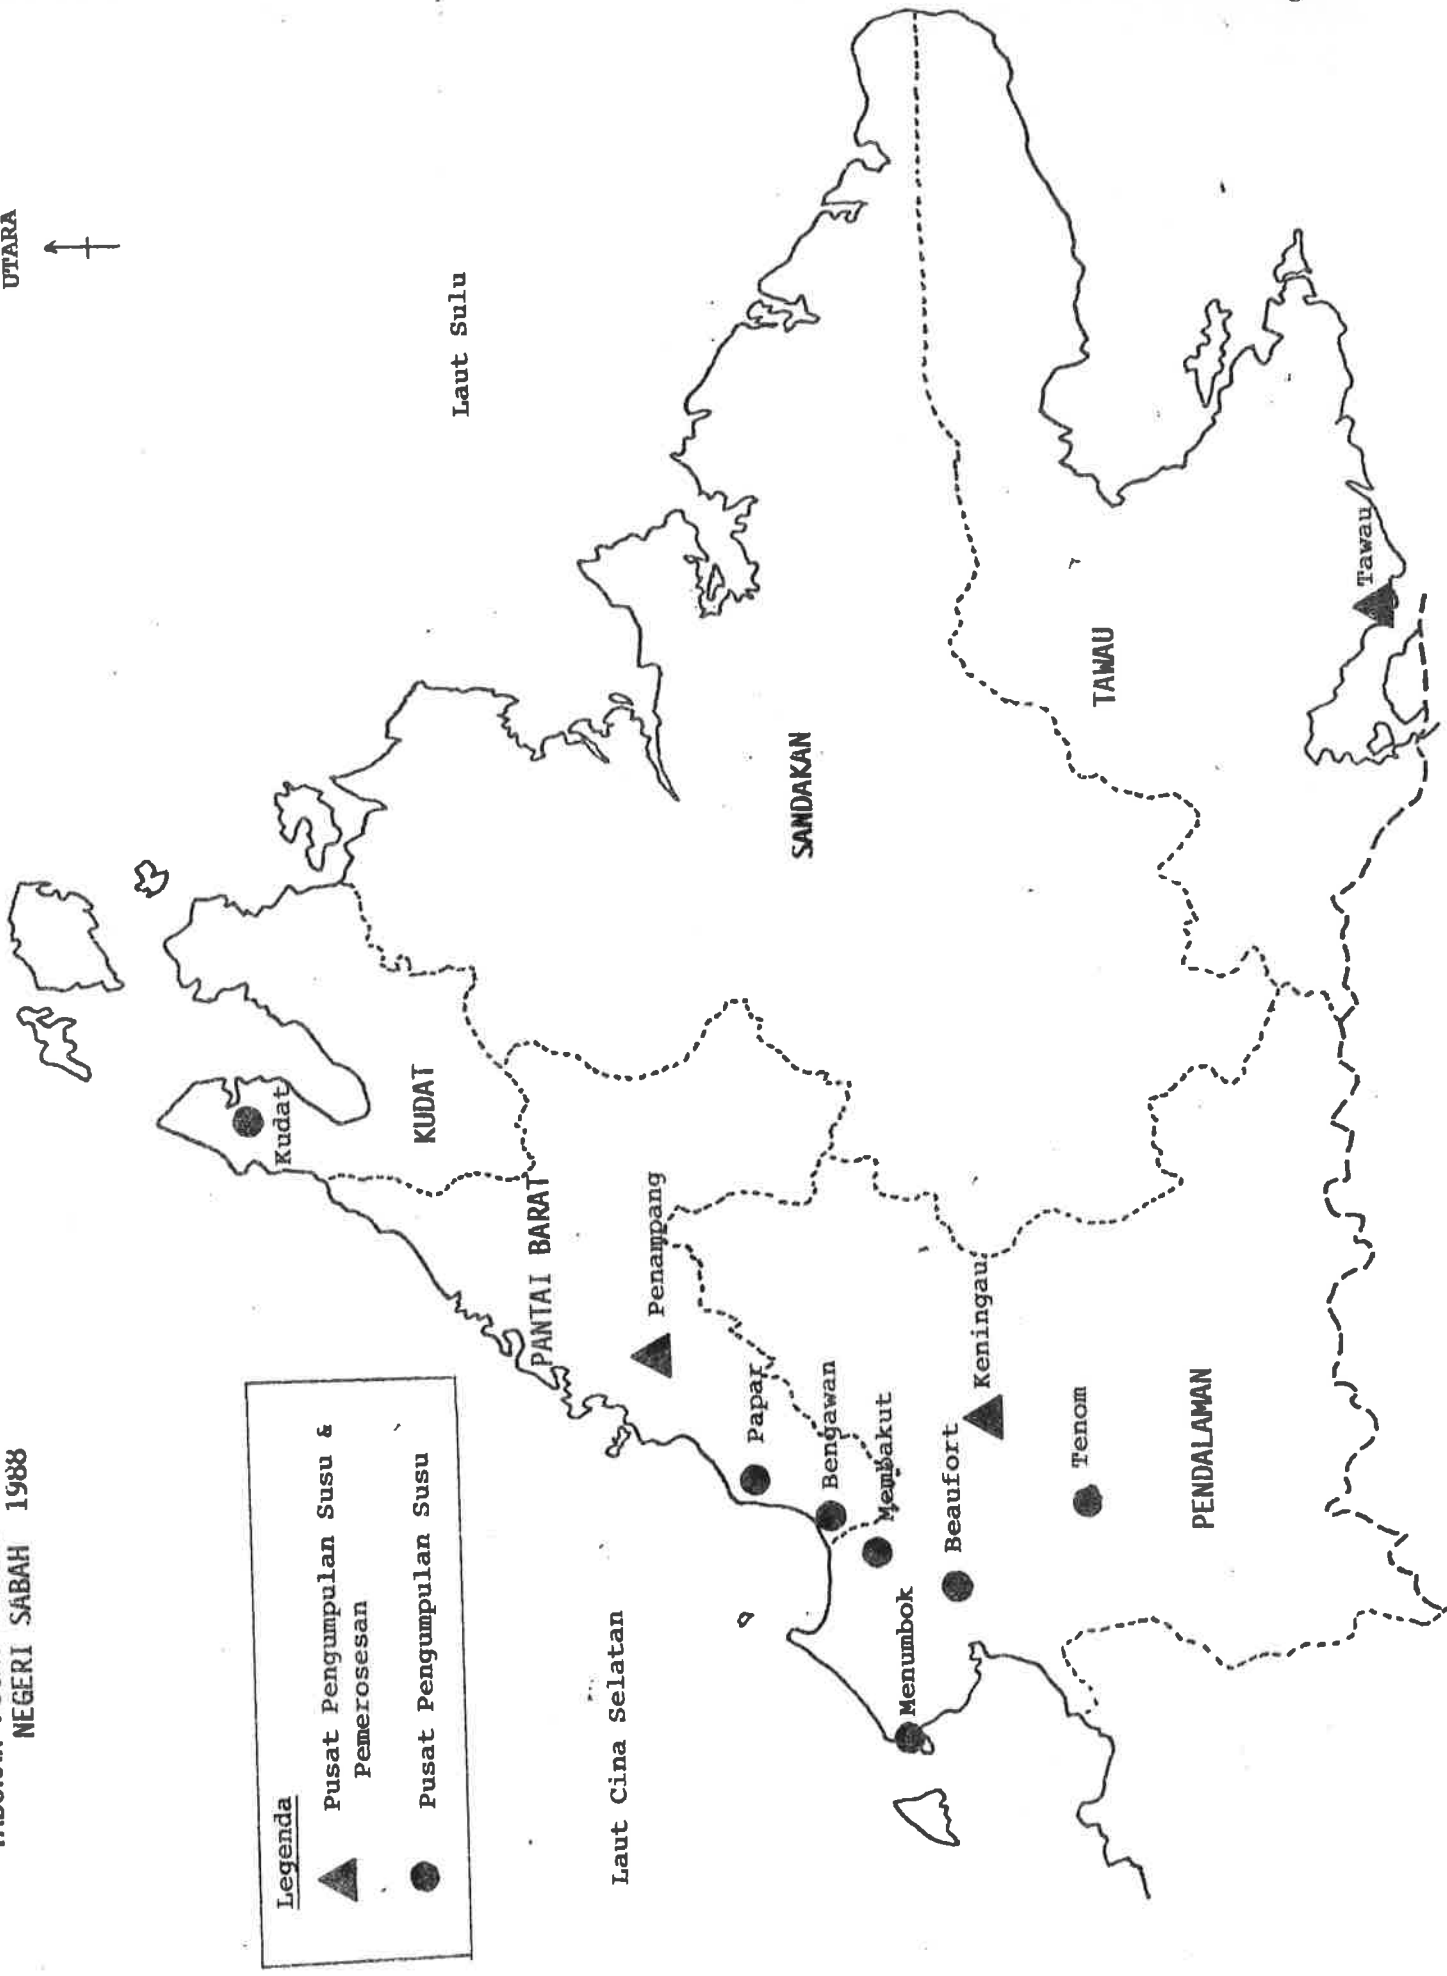 NEGERI SABAH 1988
UTARA
Legenda
Pusat Pengumpulan Susu &
Pemerosesan
Pusat Pengumpulan Susu
Laut Sulu
Laut Cina Selatan
Kudat
KUDAT
PANTAI BARAT
Penampang
Papar
Bengawan
Membakut
Menumbok
Beaufort
Keningau
Tenom
PENDALAMAN
SANDAKAN
TAWAU
Tawau